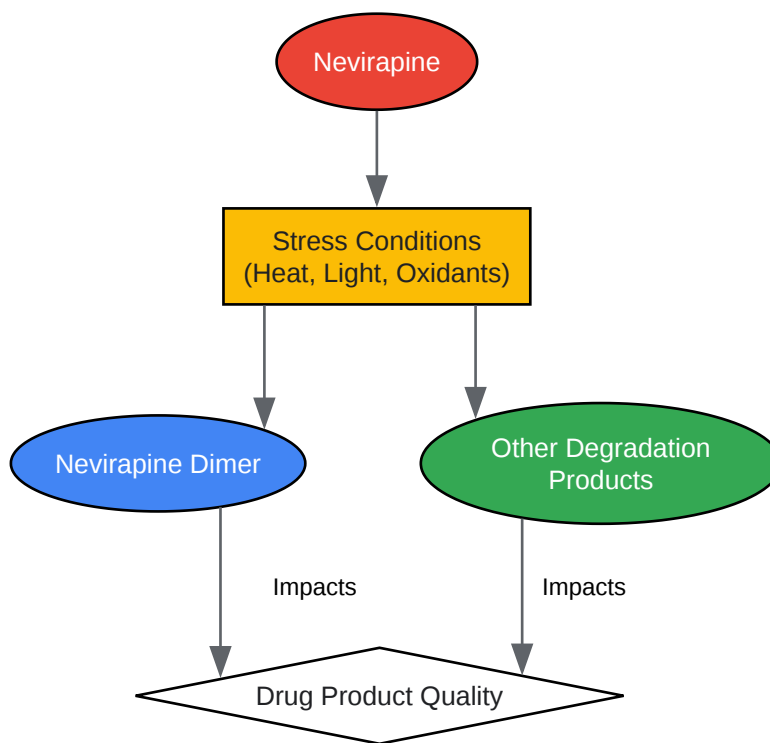 Nevirapine
Stress Conditions
(Heat, Light, Oxidants)
Nevirapine Dimer
Other Degradation
Products
Impacts
Impacts
Drug Product Quality